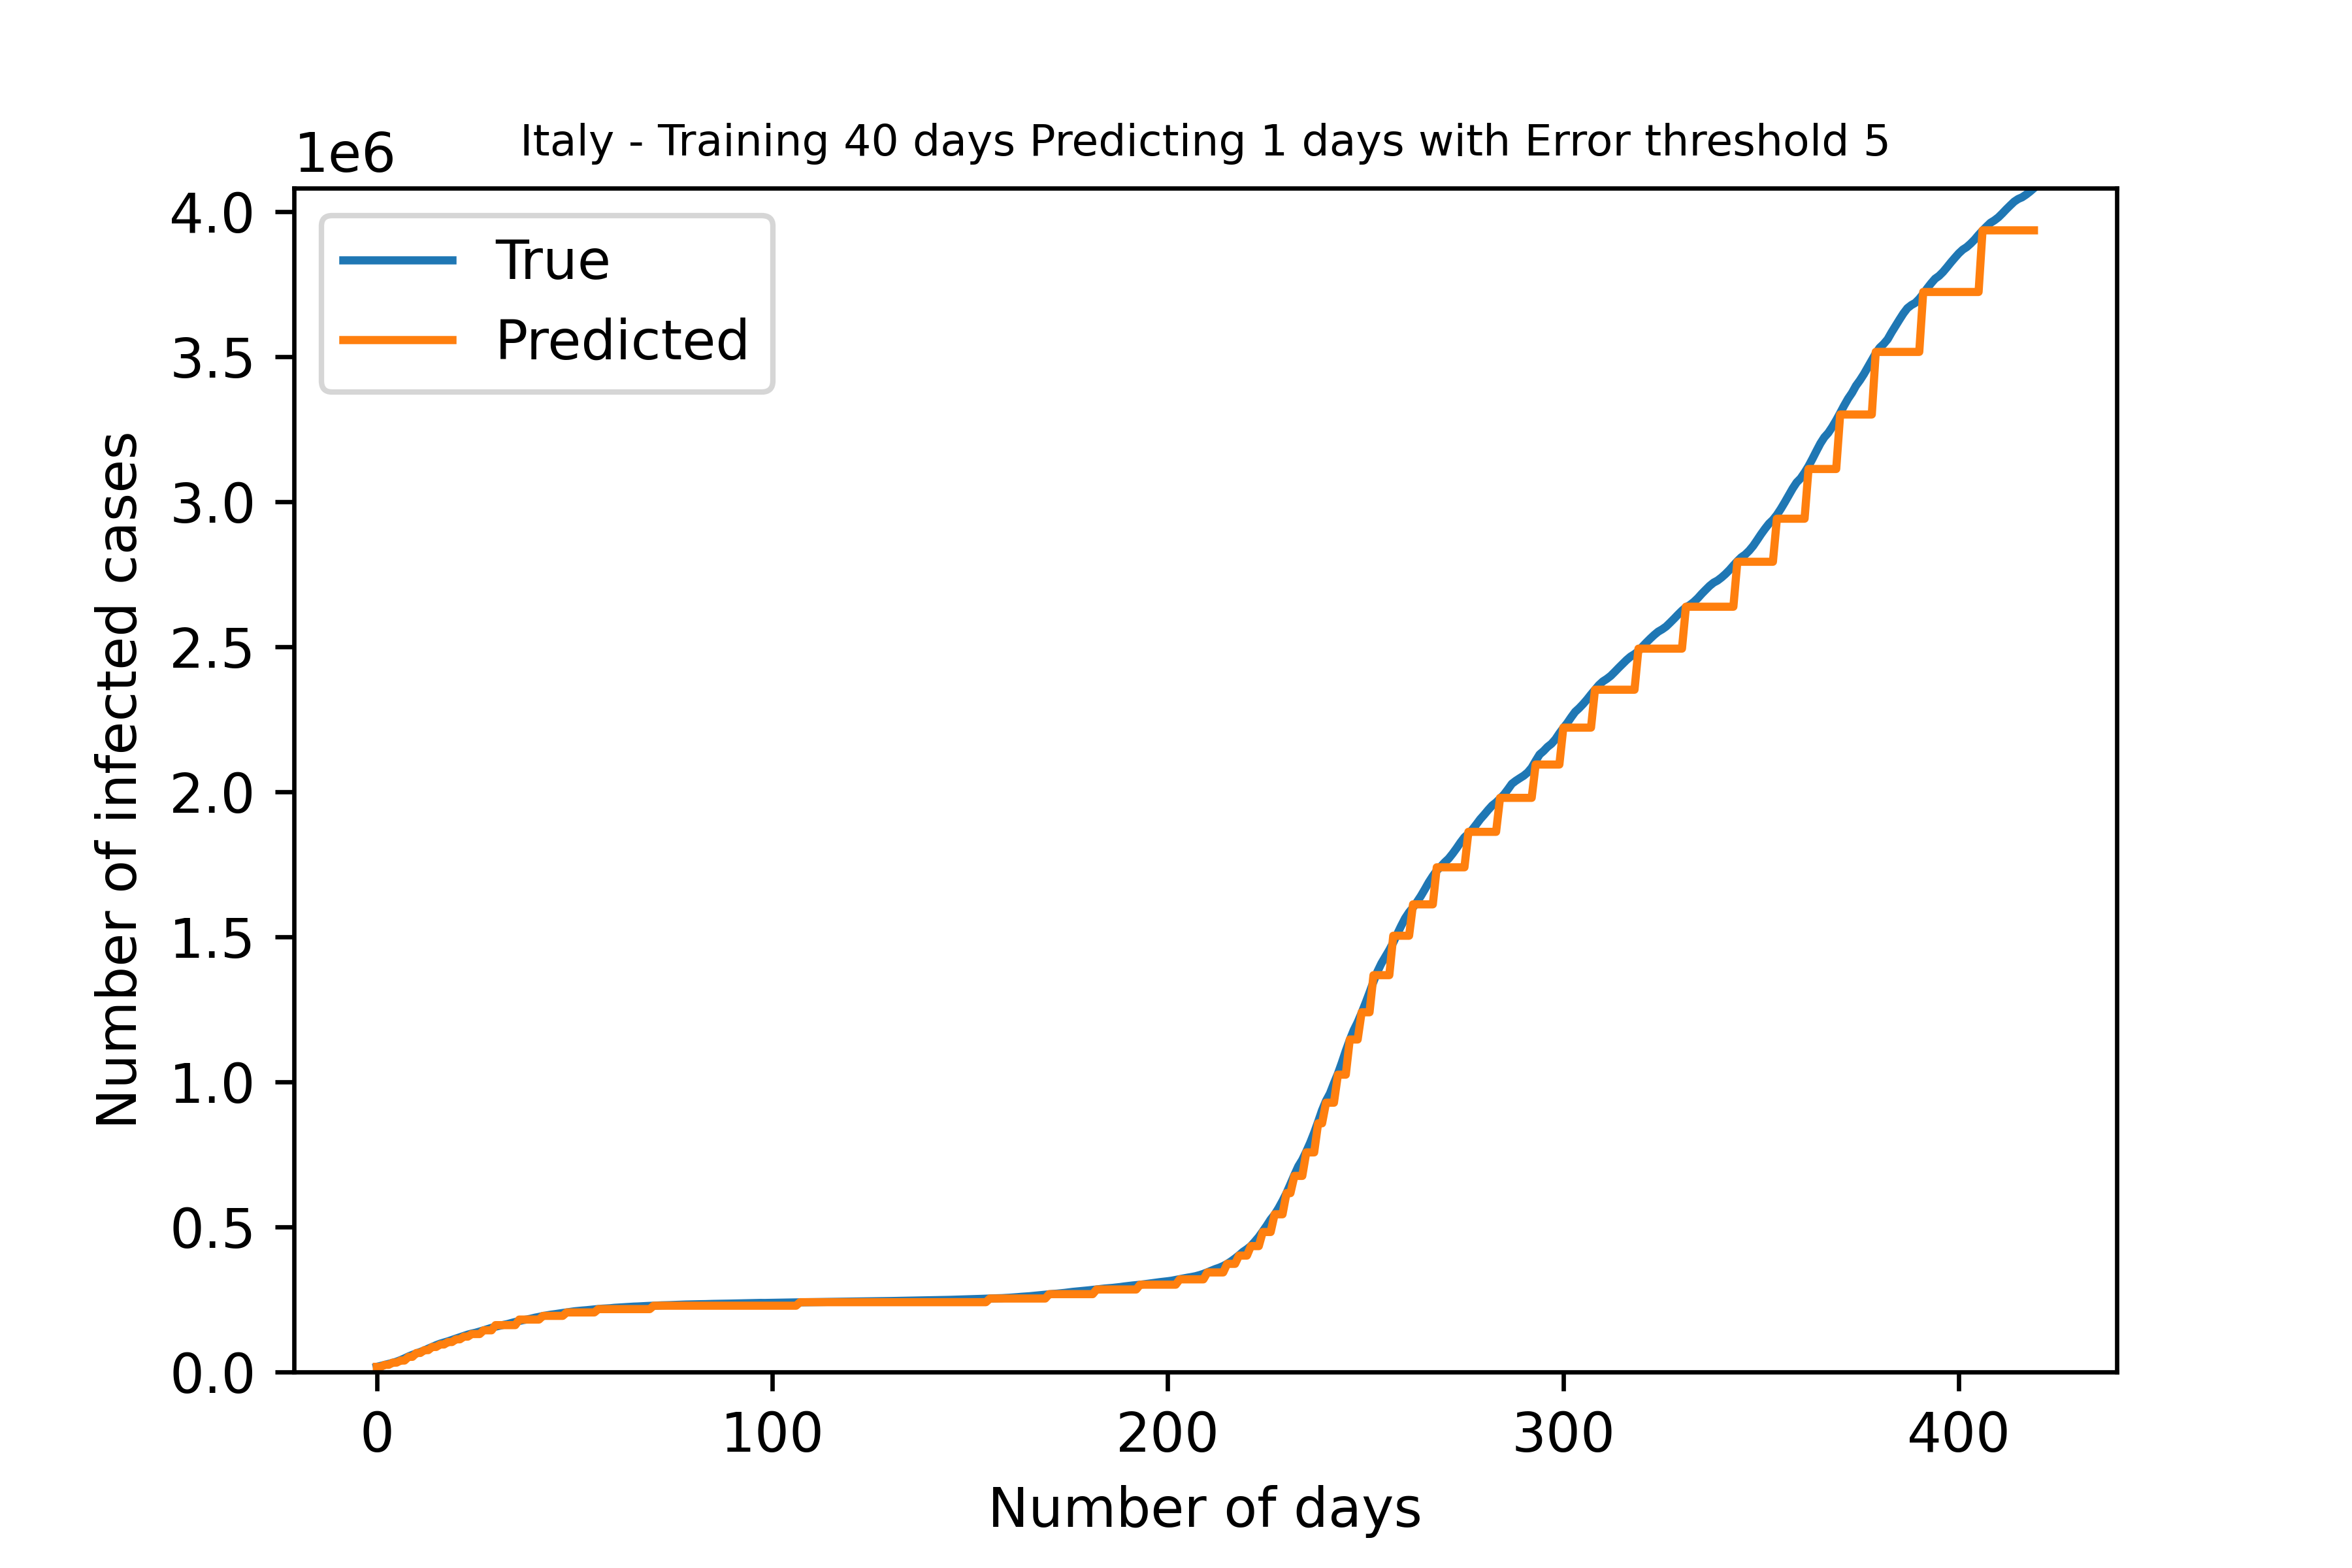 Italy - Training 40 days Predicting 1 days with Error threshold 5
1e6
4.0
3.5
3.0
2.5
2.0
1.5
1.0
0.5
0.0
Number of infected cases
True
Predicted
0 100 200 300 400
Number of days